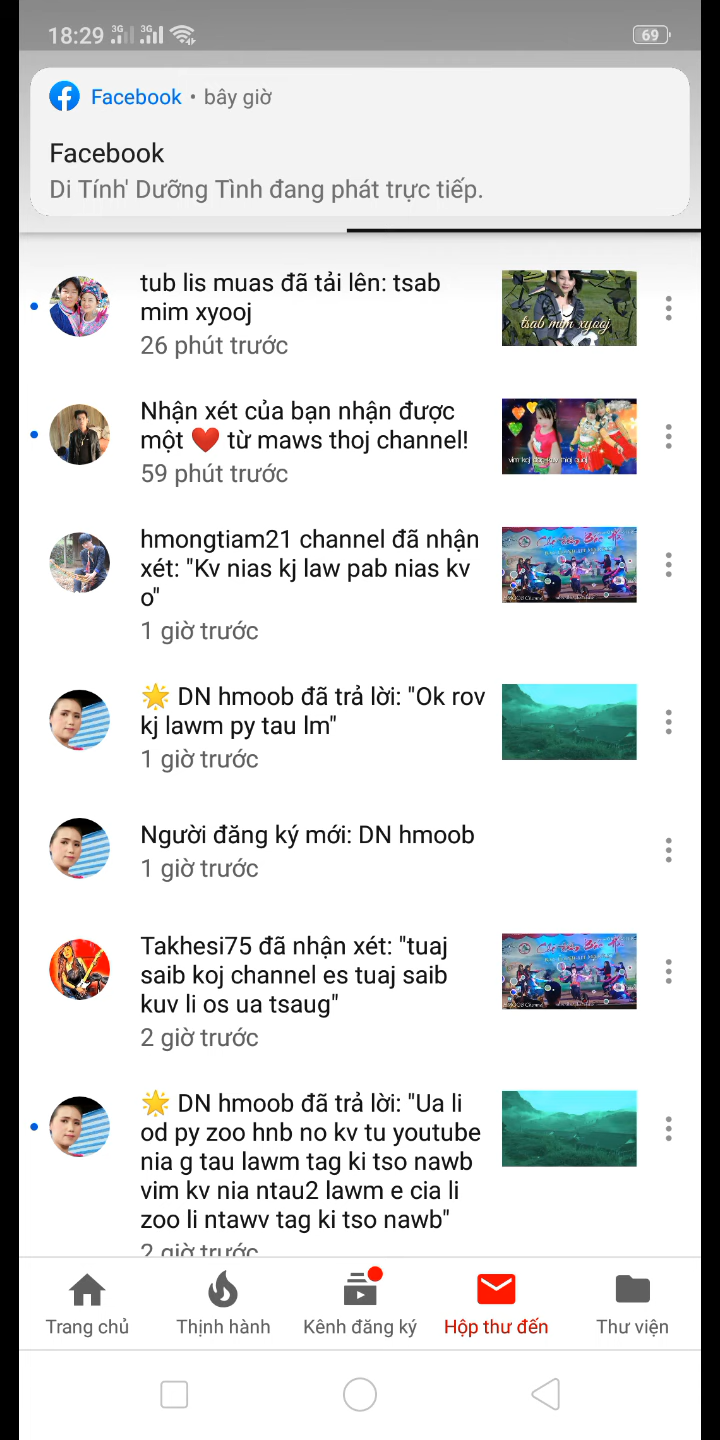 18:29 3G 3G 69
Facebook • bây giờ
Facebook
Di Tính' Dưỡng Tình đang phát trực tiếp.
tub lis muas đã tải lên: tsab
mim xyooj
26 phút trước
tsab mim xyooj
Nhận xét của bạn nhận được
một ❤️ từ maws thoj channel!
59 phút trước
hmongtiam21 channel đã nhận
xét: "Kv nias kj law pab nias kv
o"
1 giờ trước
🌟 DN hmoob đã trả lời: "Ok rov
kj lawm py tau lm"
1 giờ trước
Người đăng ký mới: DN hmoob
1 giờ trước
Takhesi75 đã nhận xét: "tuaj
saib koj channel es tuaj saib
kuv li os ua tsaug"
2 giờ trước
🌟 DN hmoob đã trả lời: "Ua li
od py zoo hnb no kv tu youtube
nia g tau lawm tag ki tso nawb
vim kv nia ntau2 lawm e cia li
zoo li ntawv tag ki tso nawb"
2 giờ trước
Trang chủ
Thịnh hành
Kênh đăng ký
Hộp thư đến
Thư viện